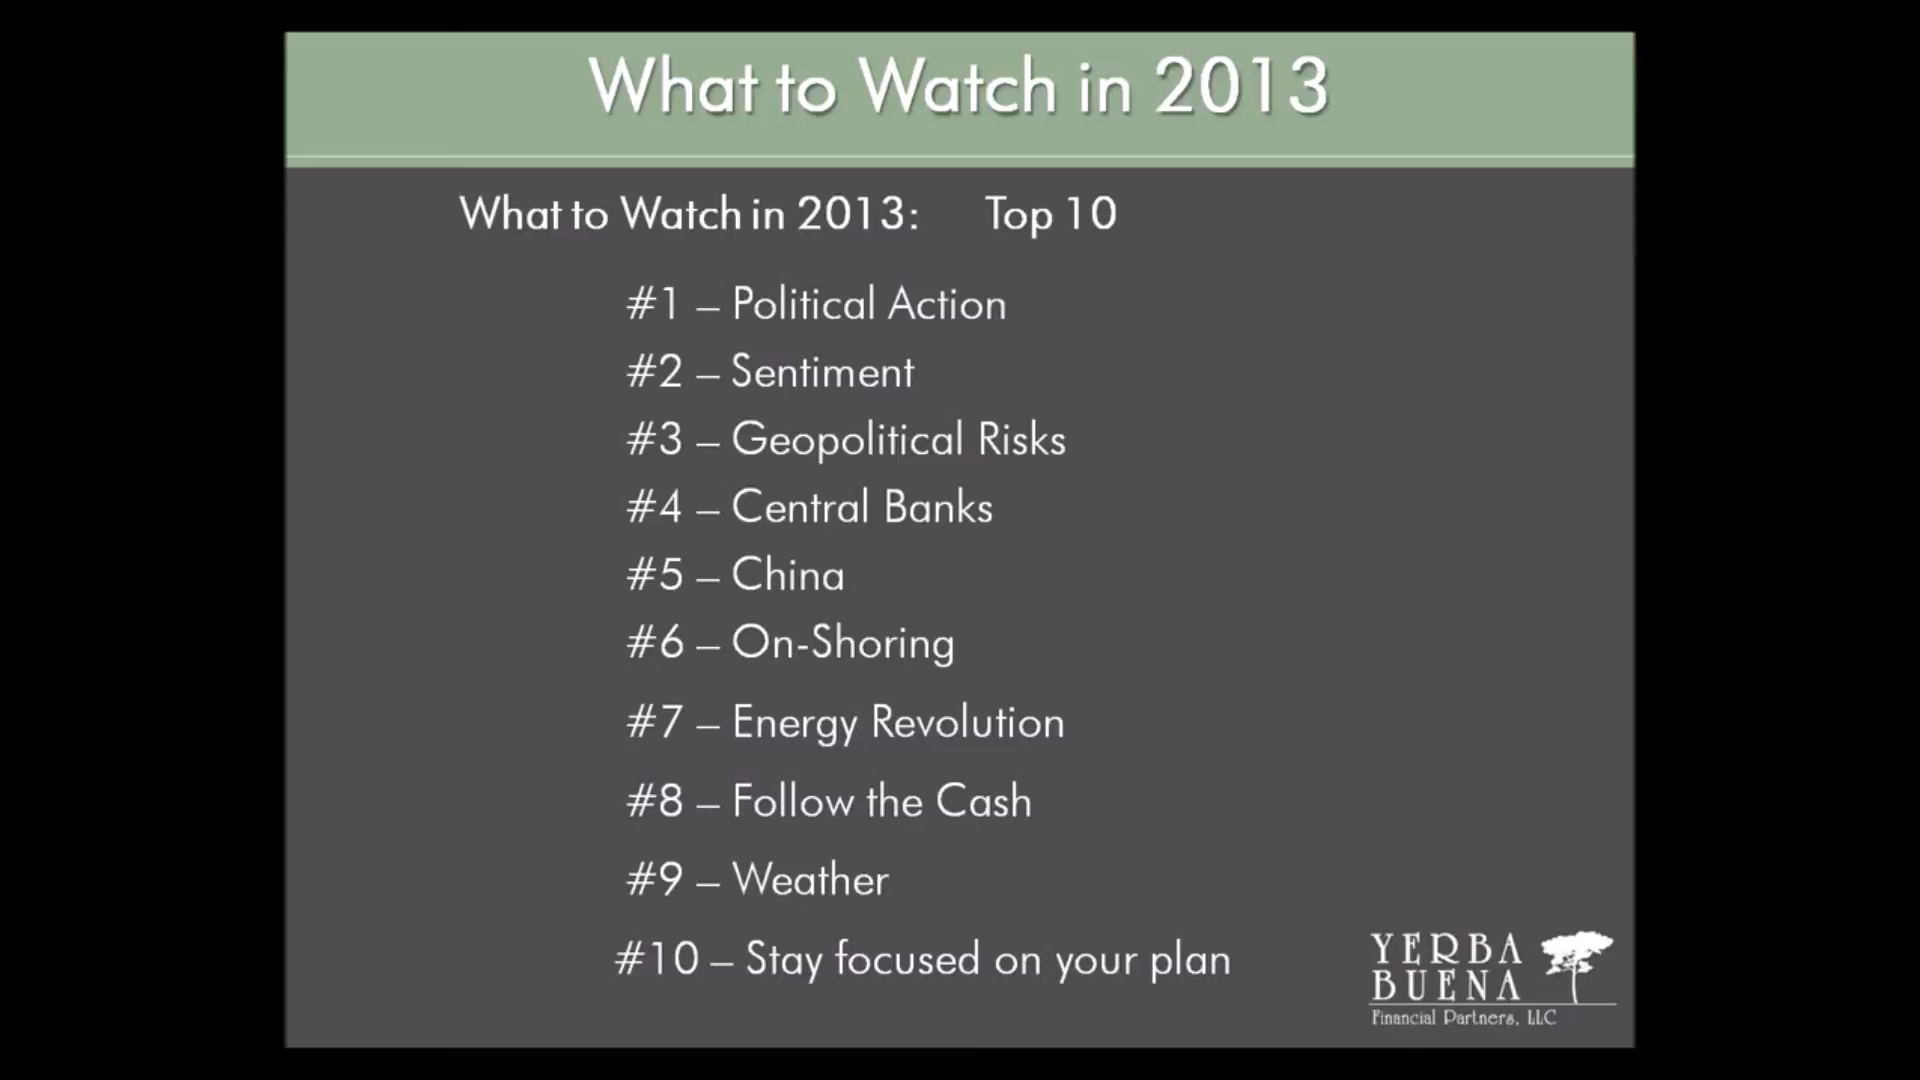 What to Watch in 2013
What to Watch in 2013: Top 10
#1 – Political Action
#2 – Sentiment
#3 – Geopolitical Risks
#4 – Central Banks
#5 – China
#6 – On-Shoring
#7 – Energy Revolution
#8 – Follow the Cash
#9 – Weather
#10 – Stay focused on your plan
YERBA
BUENA
Financial Partners, LLC